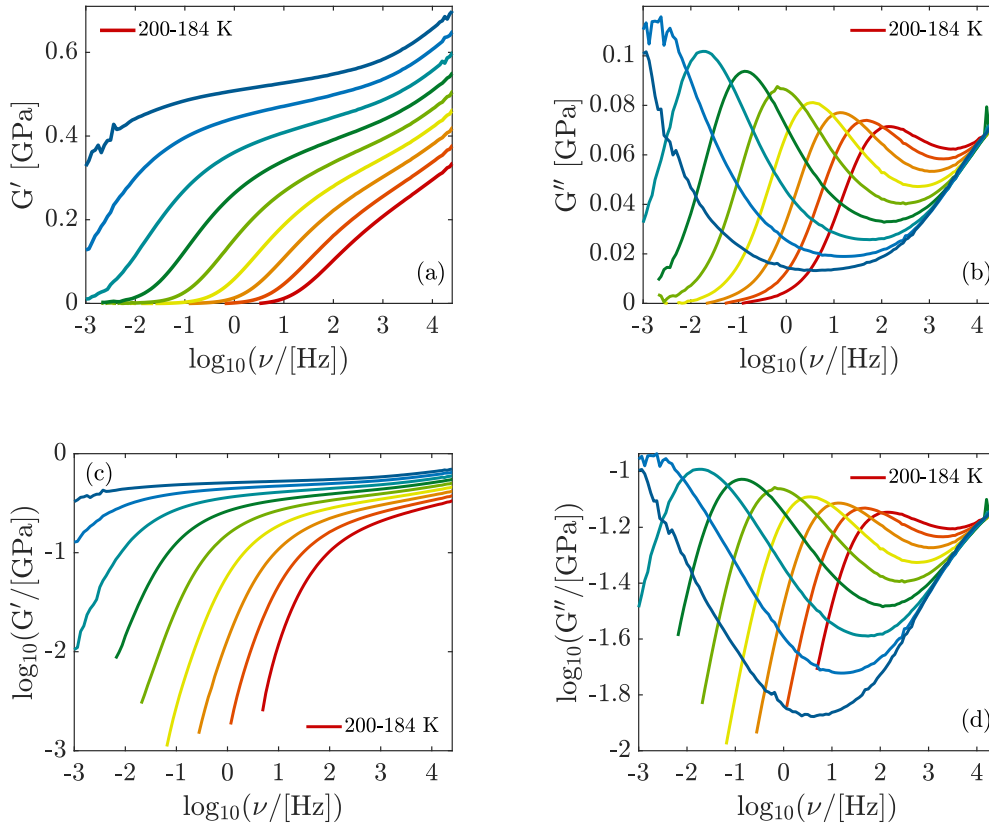 G′ [GPa]
0.6
0.4
0.2
0
200-184 K
(a)
-3 -2 -1 0 1 2 3 4
log10(ν/[Hz])
G″ [GPa]
0.1
0.08
0.06
0.04
0.02
0
200-184 K
(b)
-3 -2 -1 0 1 2 3 4
log10(ν/[Hz])
log10(G′/[GPa])
0
-1
-2
-3
(c)
200-184 K
-3 -2 -1 0 1 2 3 4
log10(ν/[Hz])
log10(G″/[GPa])
-1
-1.2
-1.4
-1.6
-1.8
-2
200-184 K
(d)
-3 -2 -1 0 1 2 3 4
log10(ν/[Hz])